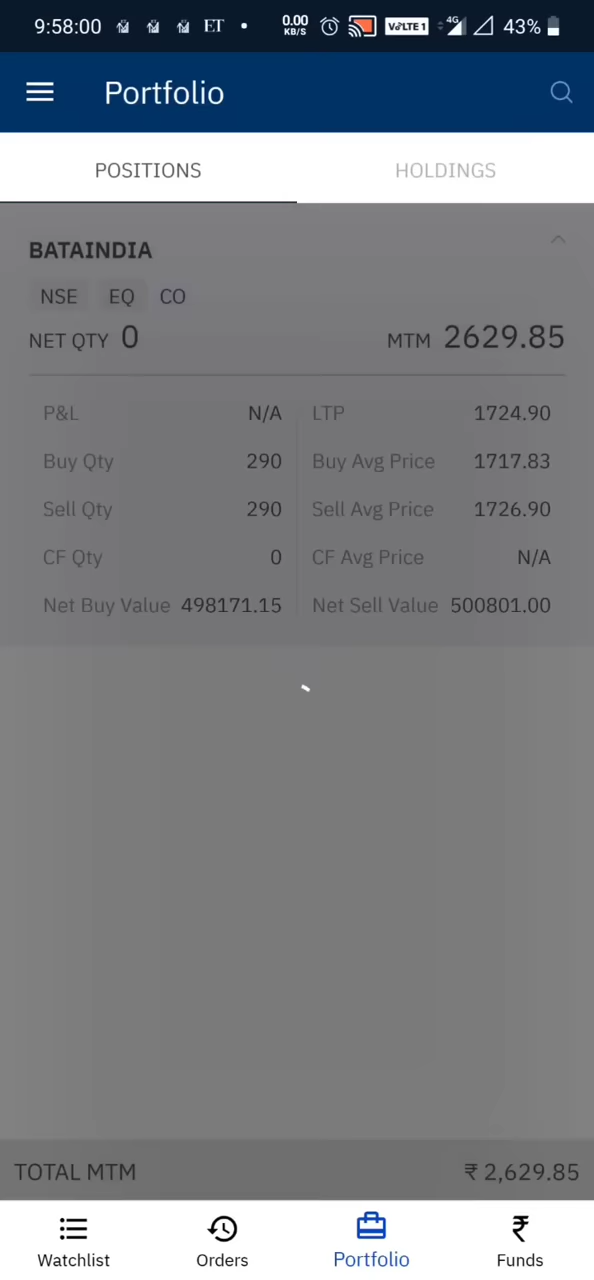 9:58:00 ET 0.00 KB/S VoLTE 1 4G 43%
Portfolio
POSITIONS HOLDINGS
BATAINDIA
NSE EQ CO
NET QTY 0 MTM 2629.85
P&L N/A LTP 1724.90
Buy Qty 290 Buy Avg Price 1717.83
Sell Qty 290 Sell Avg Price 1726.90
CF Qty 0 CF Avg Price N/A
Net Buy Value 498171.15 Net Sell Value 500801.00
TOTAL MTM ₹ 2,629.85
Watchlist Orders Portfolio Funds